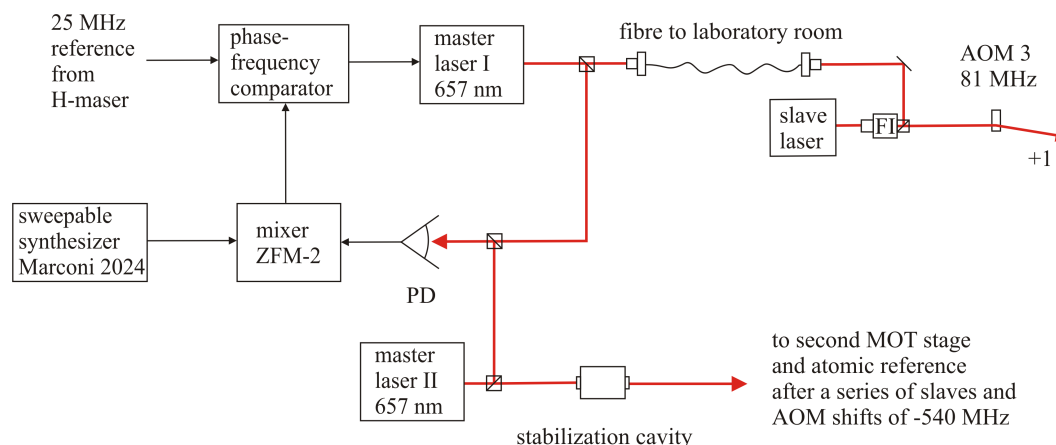 25 MHz
reference
from
H-maser
phase-
frequency
comparator
master
laser I
657 nm
fibre to laboratory room
AOM 3
81 MHz
slave
laser
FI
+1
sweepable
synthesizer
Marconi 2024
mixer
ZFM-2
PD
master
laser II
657 nm
stabilization cavity
to second MOT stage
and atomic reference
after a series of slaves and
AOM shifts of -540 MHz